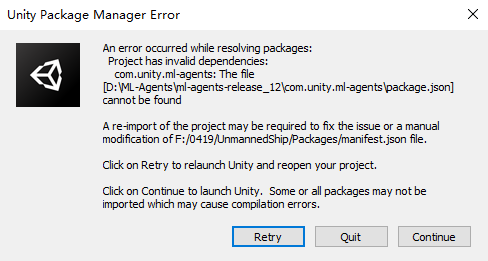 Unity Package Manager Error
An error occurred while resolving packages:
Project has invalid dependencies:
com.unity.ml-agents: The file
[D:\ML-Agents\ml-agents-release_12\com.unity.ml-agents\package.json]
cannot be found
A re-import of the project may be required to fix the issue or a manual
modification of F:/0419/UnmannedShip/Packages/manifest.json file.
Click on Retry to relaunch Unity and reopen your project.
Click on Continue to launch Unity.  Some or all packages may not be
imported which may cause compilation errors.
Retry
Quit
Continue